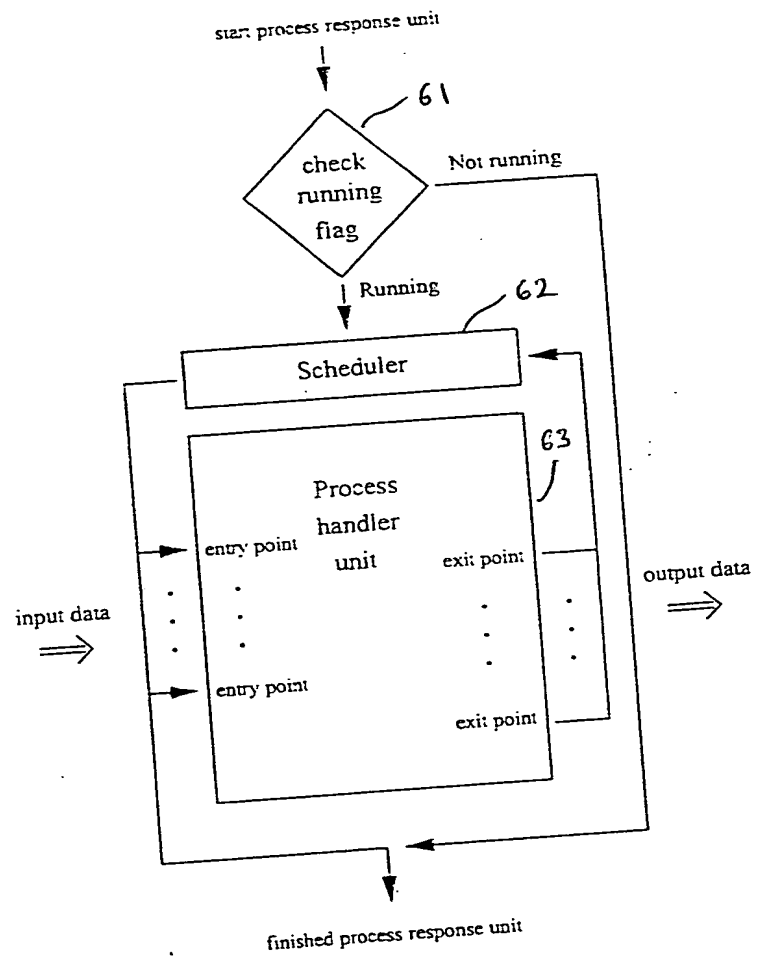 start process response unit
61
check
running
flag
Not running
Running
62
Scheduler
63
Process
handler
unit
entry point
exit point
input data
output data
entry point
exit point
finished process response unit